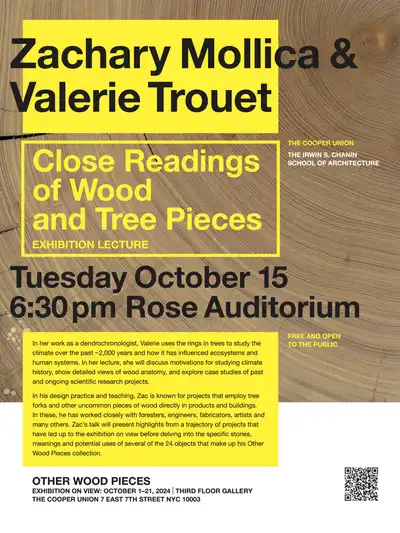 Zachary Mollica &
Valerie Trouet
Close Readings
of Wood
and Tree Pieces
EXHIBITION LECTURE
THE COOPER UNION
THE IRWIN S. CHANIN
SCHOOL OF ARCHITECTURE
Tuesday October 15
6:30 pm Rose Auditorium
FREE AND OPEN
TO THE PUBLIC
In her work as a dendrochronologist, Valerie uses the rings in trees to study the
climate over the past ~2,000 years and how it has influenced ecosystems and
human systems. In her lecture, she will discuss motivations for studying climate
history, show detailed views of wood anatomy, and explore case studies of past
and ongoing scientific research projects.
In his design practice and teaching, Zac is known for projects that employ tree
forks and other uncommon pieces of wood directly in products and buildings.
In these, he has worked closely with foresters, engineers, fabricators, artists and
many others. Zac's talk will present highlights from a trajectory of projects that
have led up to the exhibition on view before delving into the specific stories,
meanings and potential uses of several of the 24 objects that make up his Other
Wood Pieces collection.
OTHER WOOD PIECES
EXHIBITION ON VIEW: OCTOBER 1–21, 2024 | THIRD FLOOR GALLERY
THE COOPER UNION 7 EAST 7TH STREET NYC 10003